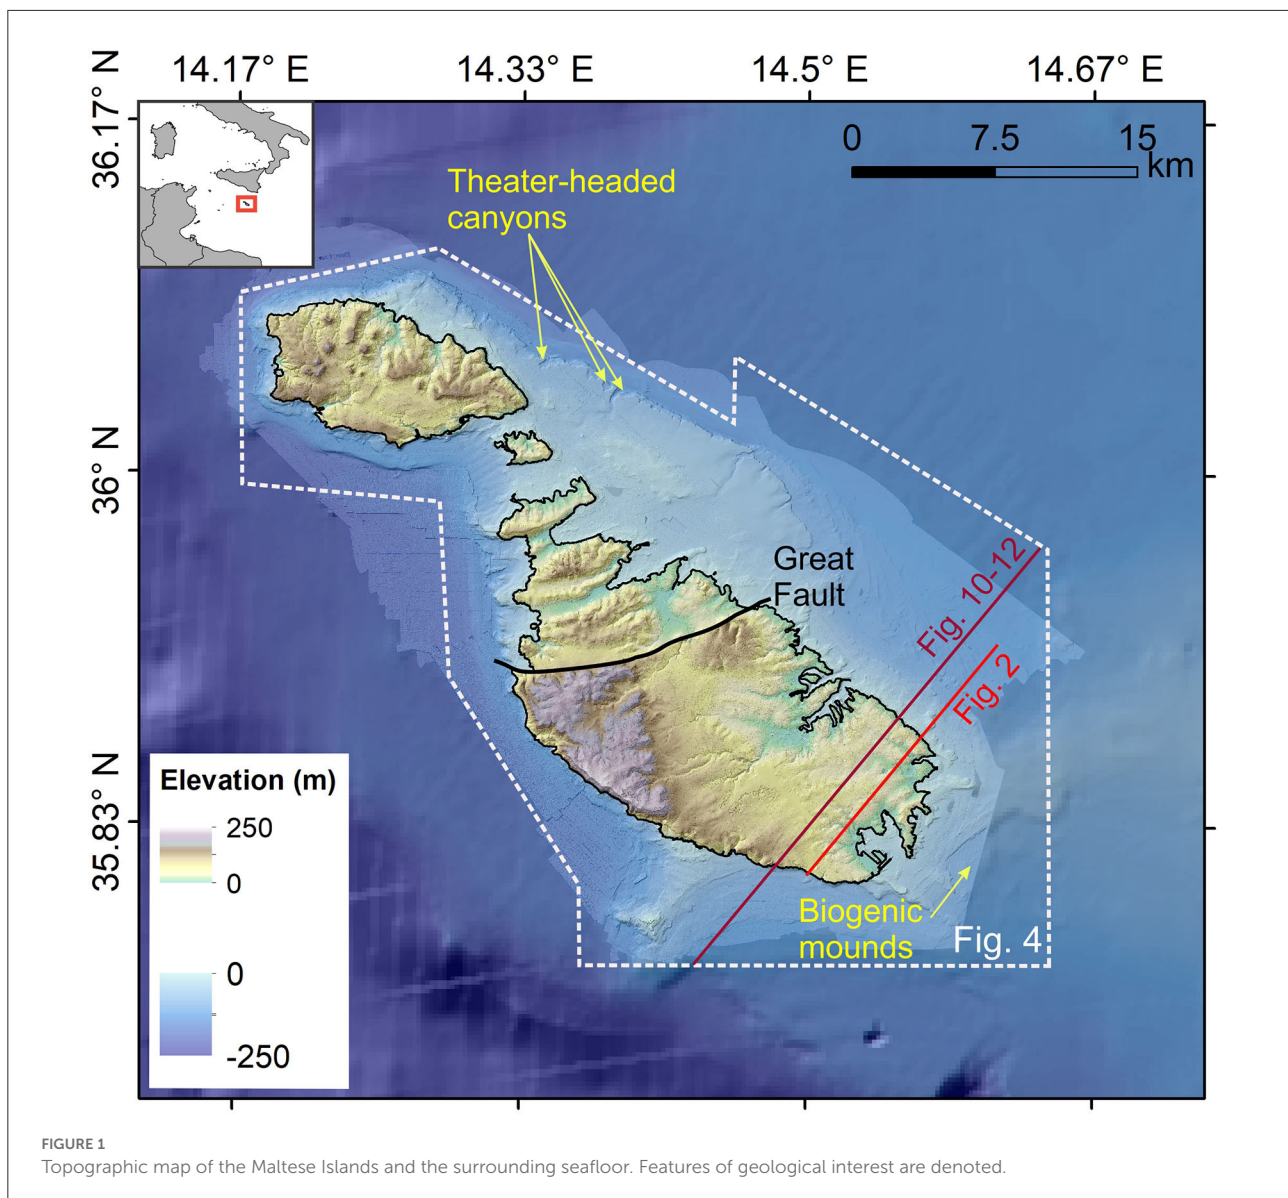 14.17° E 14.33° E 14.5° E 14.67° E
36.17° N
36° N
35.83° N
0 7.5 15
km
Theater-headed
canyons
Great
Fault
Fig. 10-12
Fig. 2
Biogenic
mounds
Fig. 4
Elevation (m)
250
0
0
-250
FIGURE 1
Topographic map of the Maltese Islands and the surrounding seafloor. Features of geological interest are denoted.